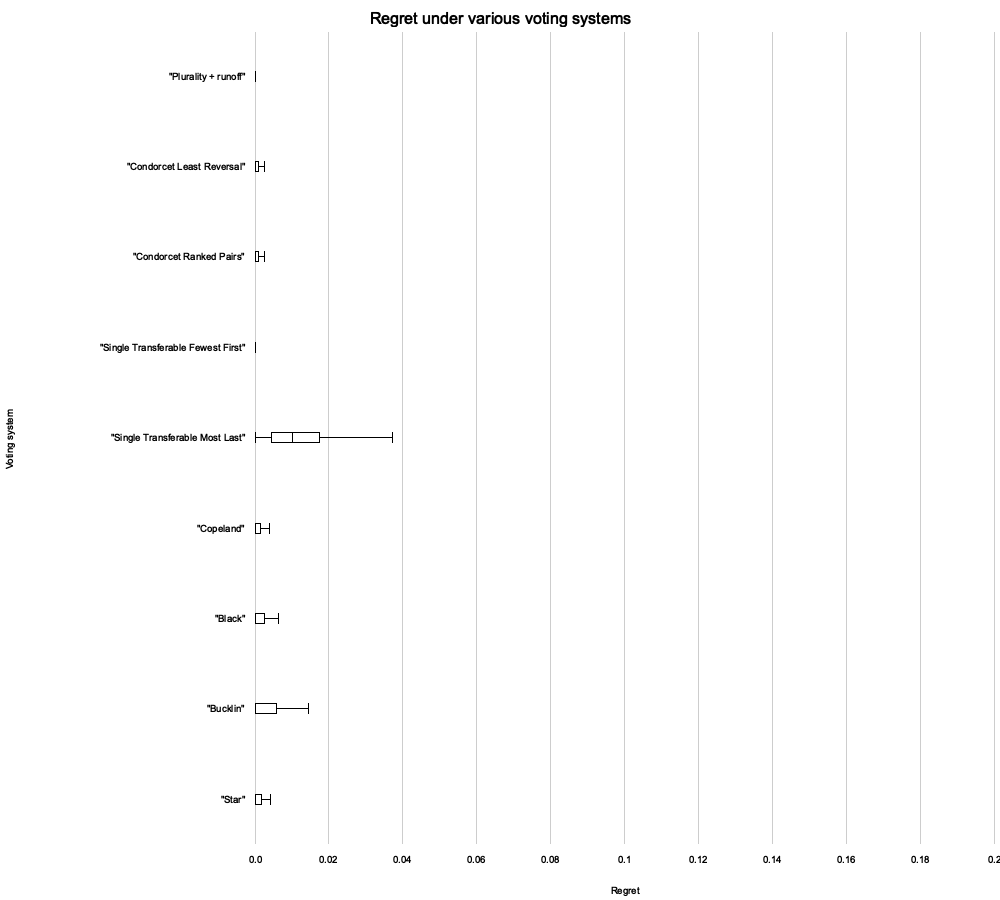 Regret under various voting systems
"Plurality + runoff"
"Condorcet Least Reversal"
"Condorcet Ranked Pairs"
"Single Transferable Fewest First"
"Single Transferable Most Last"
"Copeland"
"Black"
"Bucklin"
"Star"
Voting system
0.0 0.02 0.04 0.06 0.08 0.1 0.12 0.14 0.16 0.18 0.2
Regret